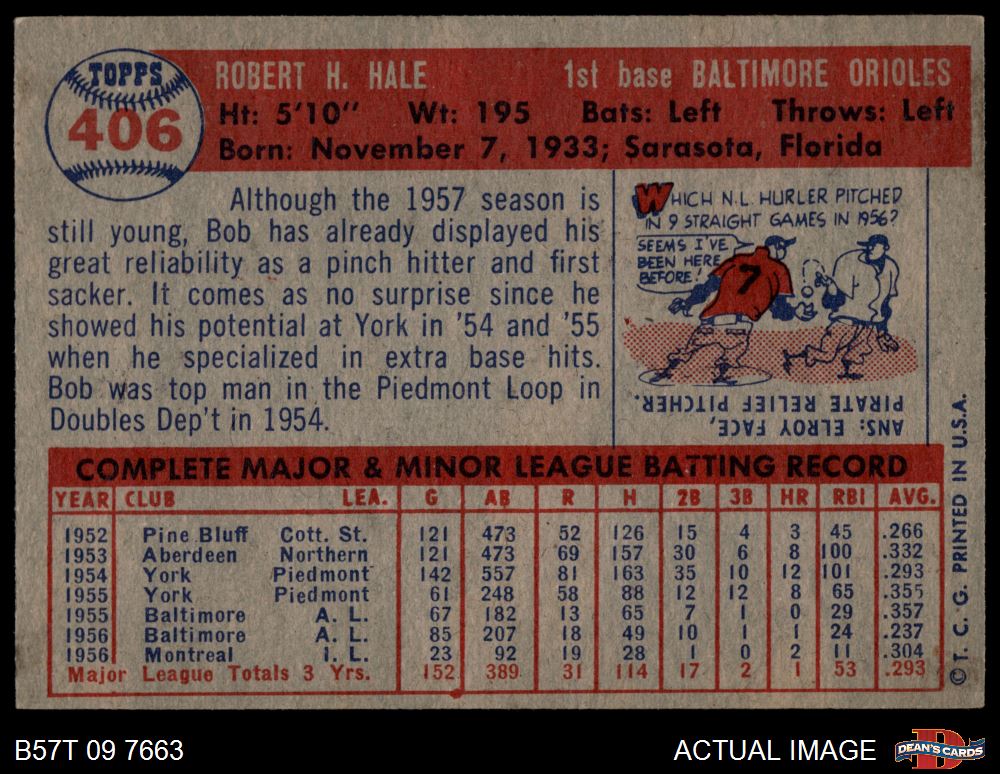 TOPPS
406
ROBERT H. HALE 1st base BALTIMORE ORIOLES
Ht: 5'10" Wt: 195 Bats: Left Throws: Left
Born: November 7, 1933; Sarasota, Florida
Although the 1957 season is
still young, Bob has already displayed his
great reliability as a pinch hitter and first
sacker. It comes as no surprise since he
showed his potential at York in '54 and '55
when he specialized in extra base hits.
Bob was top man in the Piedmont Loop in
Doubles Dep't in 1954.
WHICH N.L. HURLER PITCHED
IN 9 STRAIGHT GAMES IN 1956?
SEEMS I'VE
BEEN HERE
BEFORE!
7
ANS: ELROY FACE,
PIRATE RELIEF PITCHER.
COMPLETE MAJOR & MINOR LEAGUE BATTING RECORD
YEAR CLUB LEA. G AB R H 2B 3B HR RBI AVG.
1952 Pine Bluff Cott. St. 121 473 52 126 15 4 3 45 .266
1953 Aberdeen Northern 121 473 69 157 30 6 8 100 .332
1954 York Piedmont 142 557 81 163 35 10 12 101 .293
1955 York Piedmont 61 248 58 88 12 12 8 65 .355
1955 Baltimore A. L. 67 182 13 65 7 1 0 29 .357
1956 Baltimore A. L. 85 207 18 49 10 1 1 24 .237
1956 Montreal I. L. 23 92 19 28 1 0 2 11 .304
Major League Totals 3 Yrs. 152 389 31 114 17 2 1 53 .293
© T. C. G. PRINTED IN U.S.A.
B57T 09 7663
ACTUAL IMAGE
DEAN'S CARDS